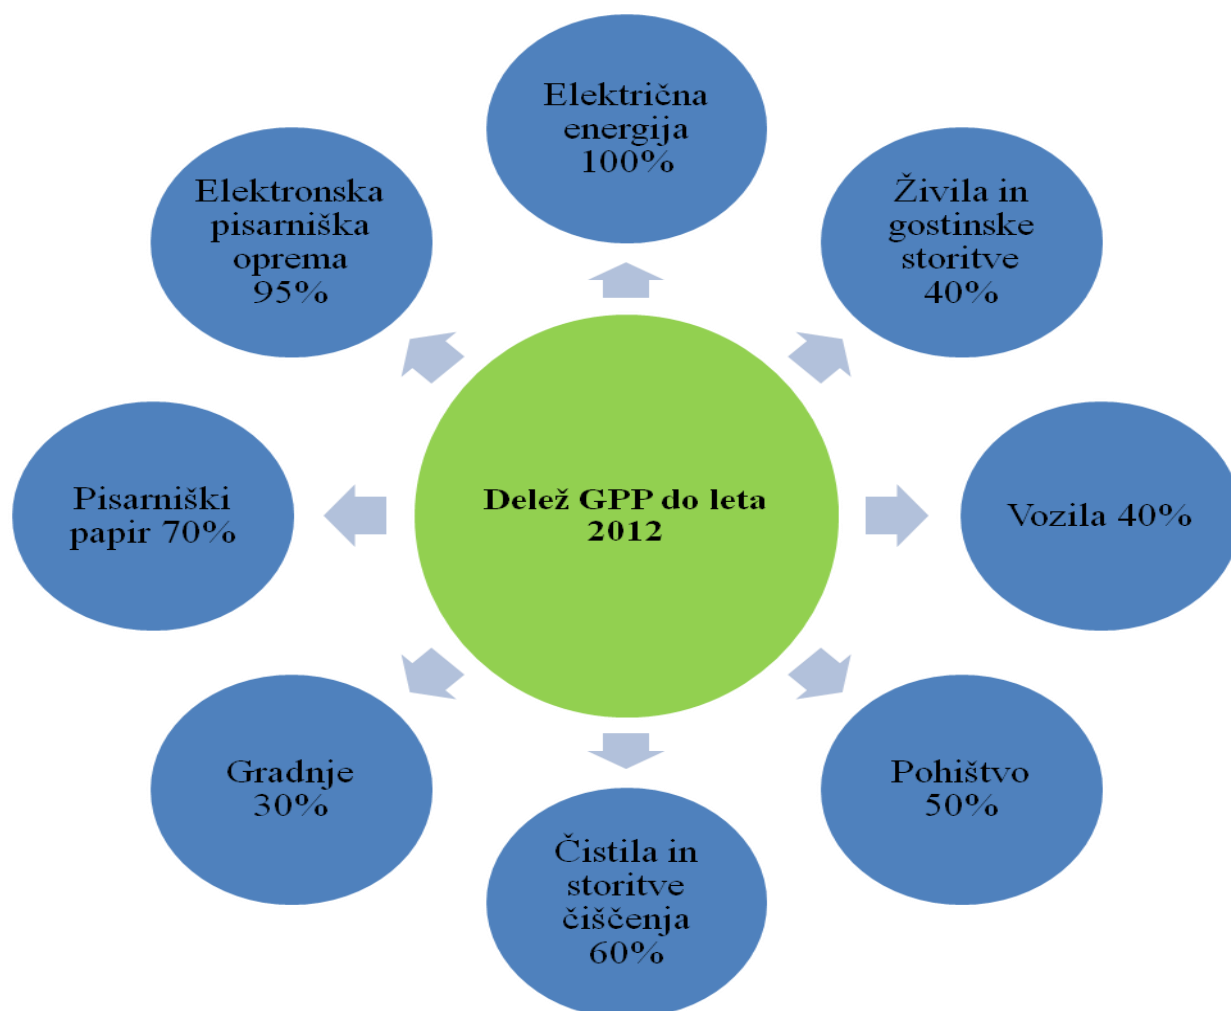 Električna
energija
100%
Živila in
gostinske
storitve
40%
Vozila 40%
Pohištvo
50%
Čistila in
storitve
čiščenja
60%
Gradnje
30%
Pisarniški
papir 70%
Elektronska
pisarniška
oprema
95%
Delež GPP do leta
2012